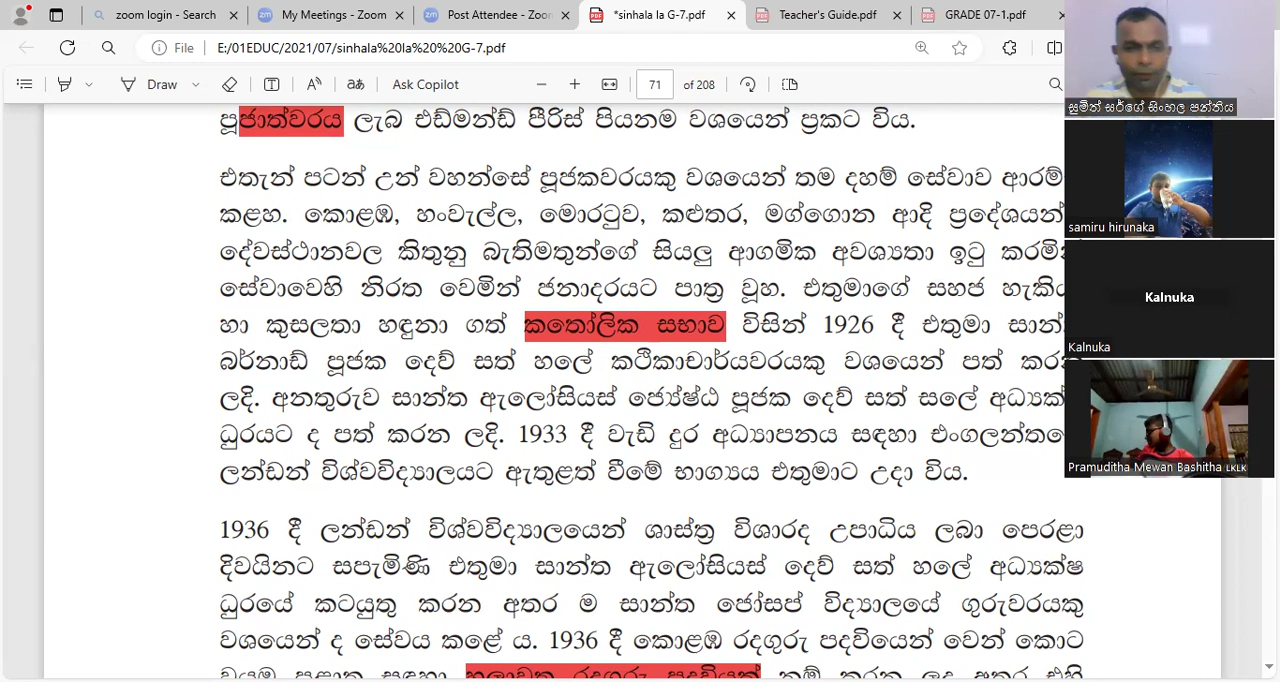 zoom login - Search
My Meetings - Zoom
Post Attendee - Zoo
*sinhala la G-7.pdf
Teacher's Guide.pdf
GRADE 07-1.pdf
File
E:/01EDUC/2021/07/sinhala%20la%20%20G-7.pdf
Draw
Ask Copilot
71
of 208
පූජාත්වරය ලැබ එඩ්මන්ඩ් පීරිස් පියනම වශයෙන් ප්‍රකට විය.
එතැන් පටන් උන් වහන්සේ පූජකවරයකු වශයෙන් තම දහම් සේවාව ආරම්
කළහ. කොළඹ, හංවැල්ල, මොරටුව, කළුතර, මග්ගොන ආදි ප්‍රදේශයන්
දේවස්ථානවල කිතුනු බැතිමතුන්ගේ සියලු ආගමික අවශ්‍යතා ඉටු කරමි
සේවාවෙහි නිරත වෙමින් ජනාදරයට පාත්‍ර වූහ. එතුමාගේ සහජ හැකි
හා කුසලතා හඳුනා ගත් කතෝලික සභාව විසින් 1926 දී එතුමා සාන්
බර්නාඩ් පූජක දෙව් සත් හලේ කථිකාචාර්යවරයකු වශයෙන් පත් කර
ලදි. අනතුරුව සාන්ත ඇලෝසියස් ජ්‍යේෂ්ඨ පූජක දෙව් සත් සලේ අධ්‍යක්
ධුරයට ද පත් කරන ලදි. 1933 දී වැඩි දුර අධ්‍යාපනය සඳහා එංගලන්ත
ලන්ඩන් විශ්වවිද්‍යාලයට ඇතුළත් වීමේ භාග්‍යය එතුමාට උදා විය.
1936 දී ලන්ඩන් විශ්වවිද්‍යාලයෙන් ශාස්ත්‍ර විශාරද උපාධිය ලබා පෙරළා
දිවයිනට සපැමිණි එතුමා සාන්ත ඇලෝසියස් දෙව් සත් හලේ අධ්‍යක්ෂ
ධුරයේ කටයුතු කරන අතර ම සාන්ත ජෝසප් විද්‍යාලයේ ගුරුවරයකු
වශයෙන් ද සේවය කළේ ය. 1936 දී කොළඹ රදගුරු පදවියෙන් වෙන් කොට
සුමිත් සර්ගේ සිංහල පන්තිය
samiru hirunaka
Kalnuka
Kalnuka
Pramuditha Mewan Bashitha LKLK